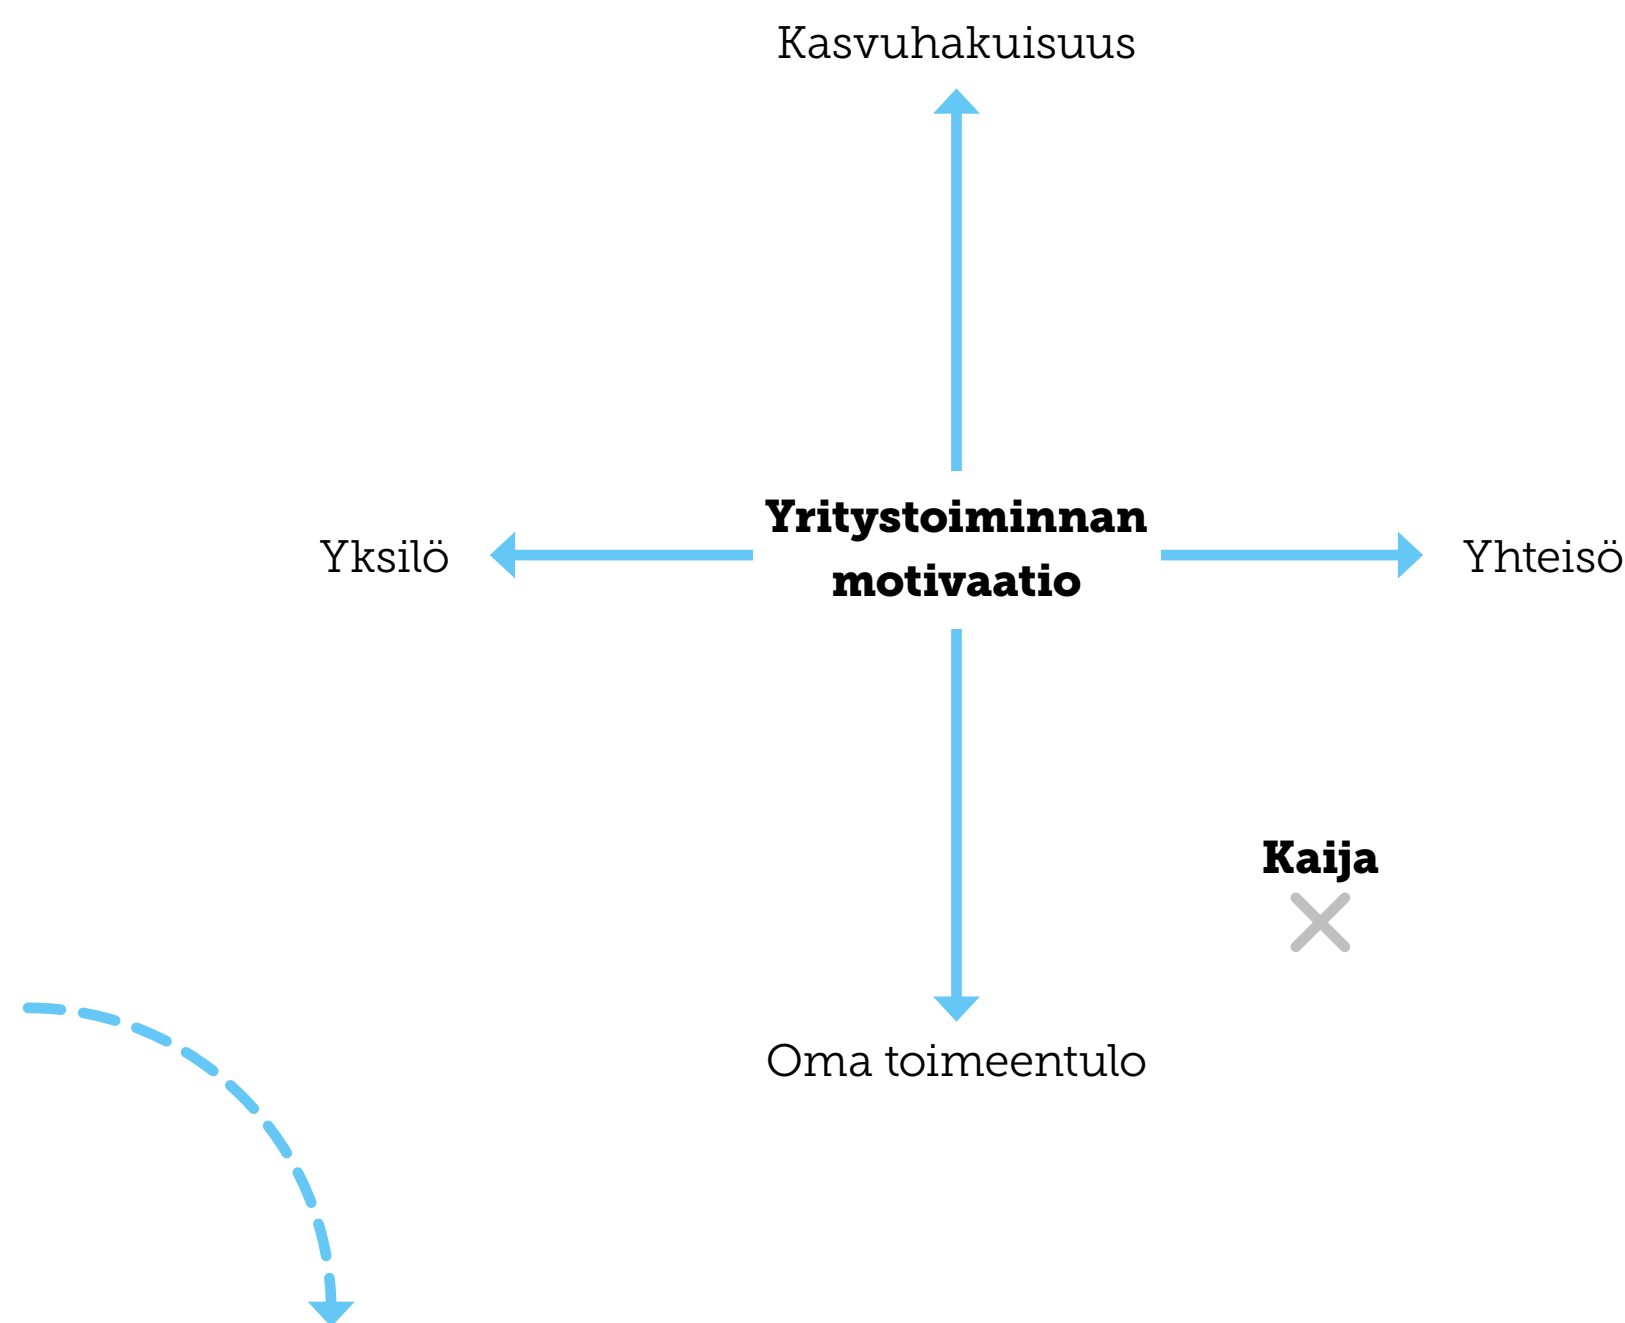 Kasvuhakuisuus
Yritystoiminnan
motivaatio
Yksilö
Yhteisö
Kaija
Oma toimeentulo